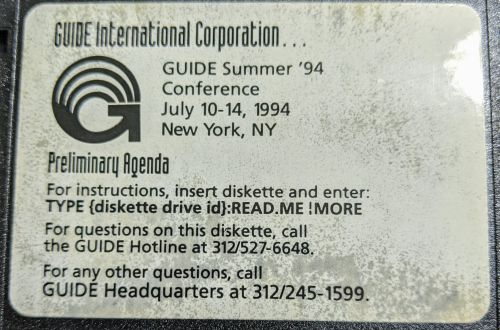 GUIDE International Corporation...
GUIDE Summer '94
Conference
July 10-14, 1994
New York, NY
Preliminary Agenda
For instructions, insert diskette and enter:
TYPE {diskette drive id}:READ.ME ¦MORE
For questions on this diskette, call
the GUIDE Hotline at 312/527-6648.
For any other questions, call
GUIDE Headquarters at 312/245-1599.